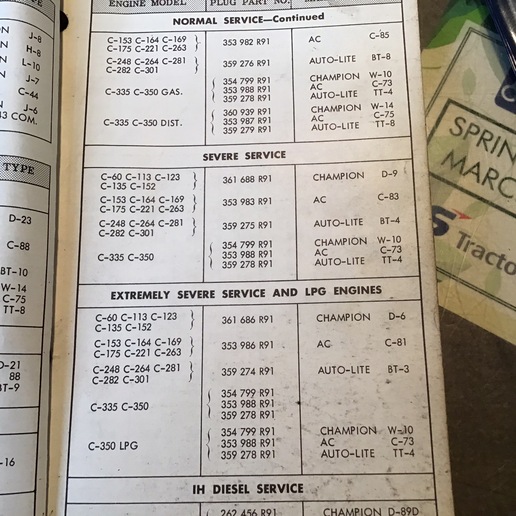 ENGINE MODEL PLUG PART NO.
NORMAL SERVICE—Continued
C-153 C-164 C-169 } 353 982 R91 AC C-85
C-175 C-221 C-263
C-248 C-264 C-281 } 359 276 R91 AUTO-LITE BT-8
C-282 C-301
C-335 C-350 GAS. { 354 799 R91 CHAMPION W-10
353 988 R91 AC C-73
359 278 R91 AUTO-LITE TT-4
C-335 C-350 DIST. { 360 939 R91 CHAMPION W-14
353 987 R91 AC C-75
359 279 R91 AUTO-LITE TT-8
SEVERE SERVICE
C-60 C-113 C-123 } 361 688 R91 CHAMPION D-9
C-135 C-152
C-153 C-164 C-169 } 353 983 R91 AC C-83
C-175 C-221 C-263
C-248 C-264 C-281 } 359 275 R91 AUTO-LITE BT-4
C-282 C-301
C-335 C-350 { 354 799 R91 CHAMPION W-10
353 988 R91 AC C-73
359 278 R91 AUTO-LITE TT-4
EXTREMELY SEVERE SERVICE AND LPG ENGINES
C-60 C-113 C-123 } 361 686 R91 CHAMPION D-6
C-135 C-152
C-153 C-164 C-169 } 353 986 R91 AC C-81
C-175 C-221 C-263
C-248 C-264 C-281 } 359 274 R91 AUTO-LITE BT-3
C-282 C-301
C-335 C-350 { 354 799 R91
353 988 R91
359 278 R91
C-350 LPG { 354 799 R91 CHAMPION W-10
353 988 R91 AC C-73
359 278 R91 AUTO-LITE TT-4
IH DIESEL SERVICE
262 456 R91 CHAMPION D-89D
J-8
H-8
L-10
J-7
C-44
J-6
COM.
TYPE
D-23
C-88
BT-10
W-14
C-75
TT-8
D-21
88
BT-9
-16
SPRIN
MARC
S Tracto